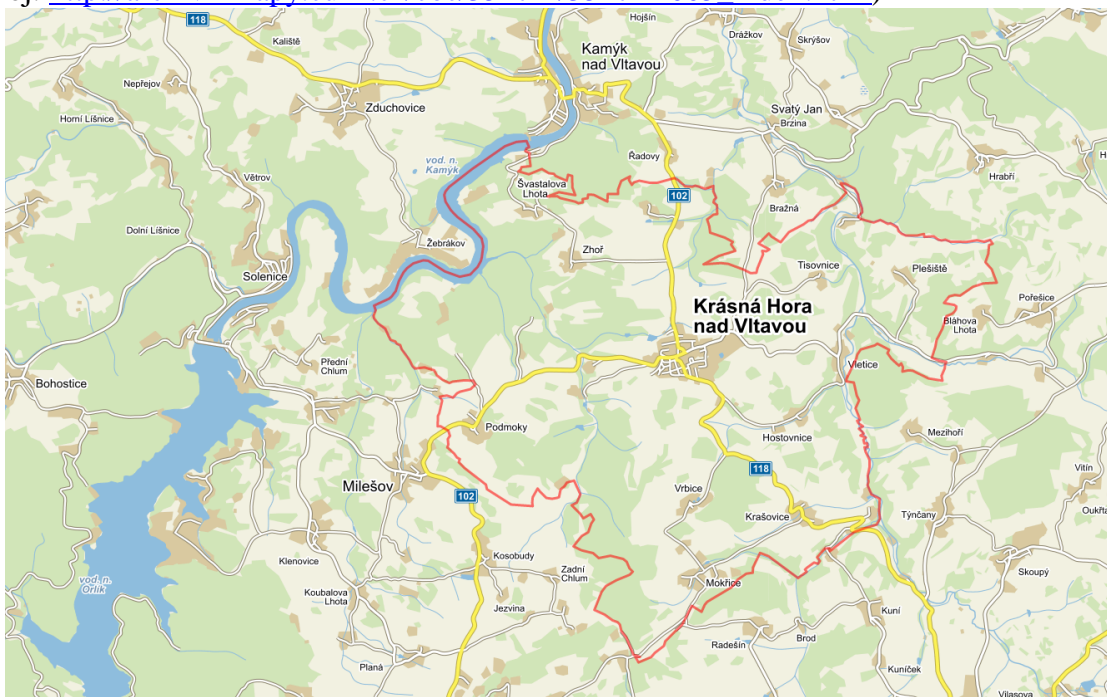 118
Hojšín
Drážkov
Skrýšov
Kamýk
nad Vltavou
Kaliště
Nepřejov
Zduchovice
Svatý Jan
Brzina
Horní Líšnice
vod. n.
Kamýk
Řadovy
Hrabří
Větrov
Švastalova
Lhota
102
Bražná
Dolní Líšnice
Žebrákov
Zhoř
Solenice
Tisovnice
Plešiště
Pořešice
Krásná Hora
nad Vltavou
Bláhova
Lhota
Přední
Chlum
Vletice
Bohostice
Podmoky
Hostovnice
Mezihoří
Milešov
118
Vitín
102
Vrbice
Krašovice
Týnčany
Okřta
Klenovice
Kosobudy
Zadní
Chlum
Skoupý
vod. n.
Orlík
Mokřice
Koubalova
Lhota
Jezvina
Kuní
Radešín
Brod
Planá
Kuníček
Vilasova